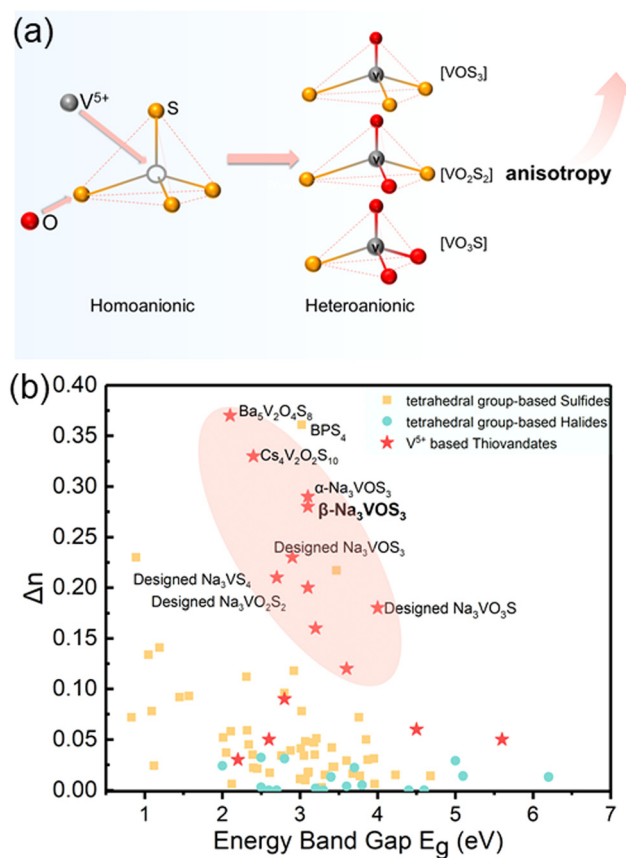 (a)
V⁵⁺
S
O
Homoanionic
V
[VOS₃]
V
[VO₂S₂]
anisotropy
V
[VO₃S]
Heteroanionic
(b)
0.40
0.35
0.30
0.25
0.20
0.15
0.10
0.05
0.00
Δn
tetrahedral group-based Sulfides
tetrahedral group-based Halides
V⁵⁺ based Thiovandates
Ba₅V₂O₄S₈
BPS₄
Cs₄V₂O₂S₁₀
α-Na₃VOS₃
β-Na₃VOS₃
Designed Na₃VOS₃
Designed Na₃VS₄
Designed Na₃VO₂S₂
Designed Na₃VO₃S
1 2 3 4 5 6 7
Energy Band Gap E₉ (eV)